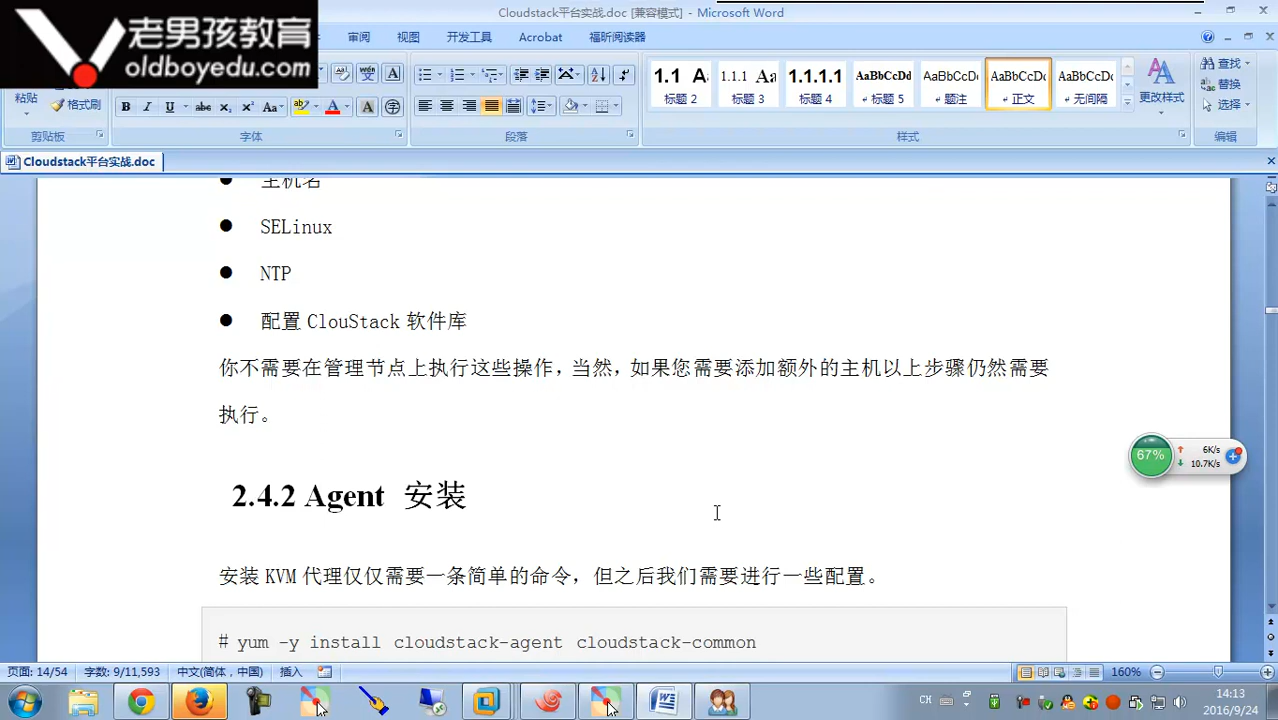 Cloudstack平台实战.doc [兼容模式] - Microsoft Word
老男孩教育
oldboyedu.com
审阅
视图
开发工具
Acrobat
福昕阅读器
粘贴
格式刷
剪贴板
字体
段落
1.1 A
标题 2
1.1.1 Aa
标题 3
1.1.1.1
标题 4
AaBbCcDd
标题 5
AaBbCcDd
题注
AaBbCcDd
正文
AaBbCcDd
无间隔
更改样式
样式
查找
替换
选择
编辑
Cloudstack平台实战.doc
主机名
SELinux
NTP
配置 ClouStack 软件库
你不需要在管理节点上执行这些操作，当然，如果您需要添加额外的主机以上步骤仍然需要
执行。
2.4.2 Agent 安装
安装 KVM 代理仅仅需要一条简单的命令，但之后我们需要进行一些配置。
# yum -y install cloudstack-agent cloudstack-common
67%
6K/s
10.7K/s
页面: 14/54
字数: 9/11,593
中文(简体，中国)
插入
160%
CH
14:13
2016/9/24